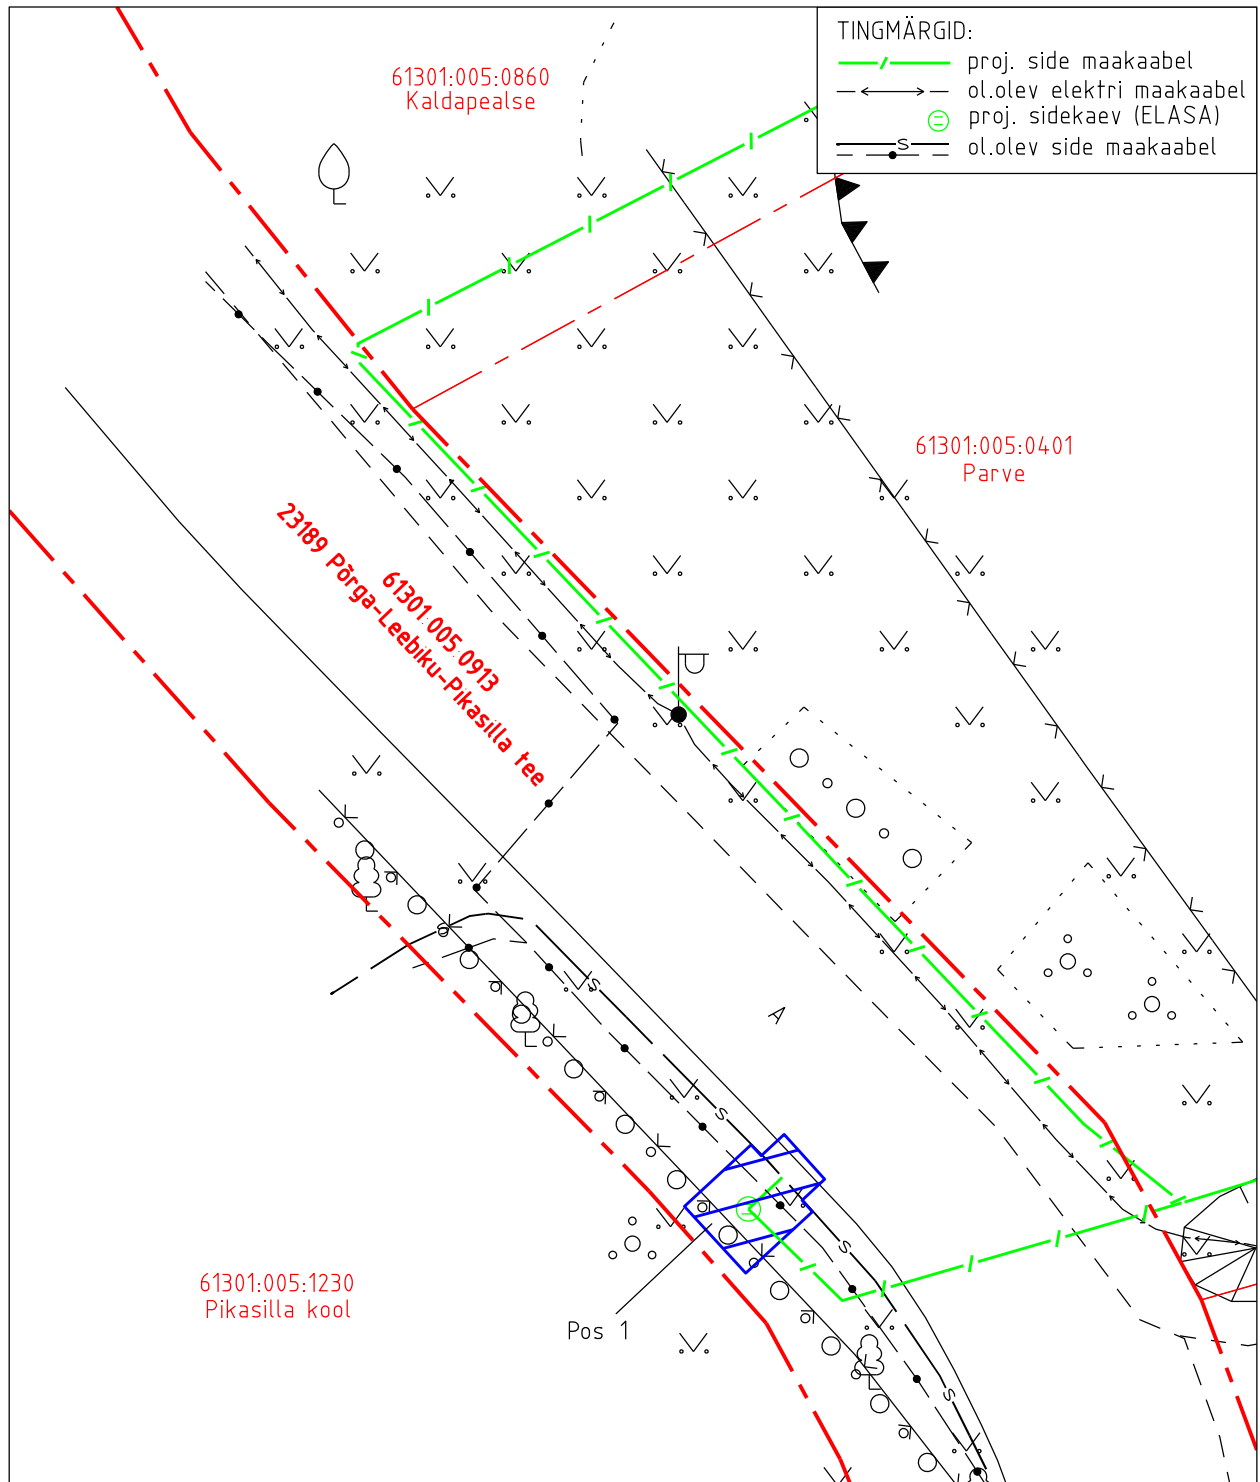 TINGMÄRGID:
proj. side maakaabel
ol.olev elektri maakaabel
proj. sidekaev (ELASA)
S
ol.olev side maakaabel
61301:005:0860
Kaldapealse
61301:005:0401
Parve
61301:005:0913
23189 Põrga-Leebiku-Pikasilla tee
S
A
S
S
61301:005:1230
Pikasilla kool
Pos 1
S